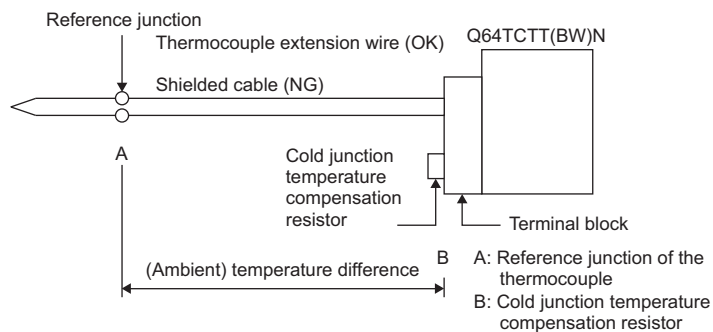 Reference junction
Thermocouple extension wire (OK)
Q64TCTT(BW)N
Shielded cable (NG)
A
Cold junction
temperature
compensation
resistor
Terminal block
(Ambient) temperature difference
B
A: Reference junction of the
thermocouple
B: Cold junction temperature
compensation resistor